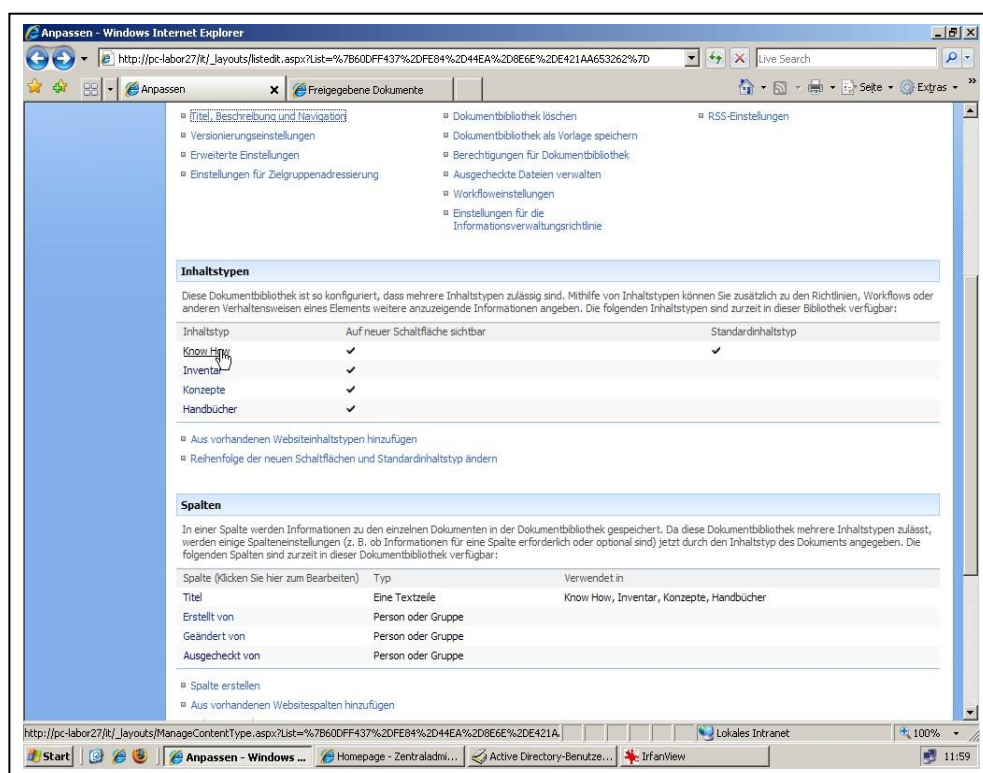 Anpassen - Windows Internet Explorer
http://pc-labor27/it/_layouts/listedit.aspx?List=%7B60DFF437%2DFE84%2D44EA%2D8E6E%2DE421AA653262%7D
Live Search
Anpassen
Freigegebene Dokumente
Seite
Extras
Titel, Beschreibung und Navigation
Dokumentbibliothek löschen
RSS-Einstellungen
Versionierungseinstellungen
Dokumentbibliothek als Vorlage speichern
Erweiterte Einstellungen
Berechtigungen für Dokumentbibliothek
Einstellungen für Zielgruppenadressierung
Ausgecheckte Dateien verwalten
Workfloweinstellungen
Einstellungen für die
Informationsverwaltungsrichtlinie
Inhaltstypen
Diese Dokumentbibliothek ist so konfiguriert, dass mehrere Inhaltstypen zulässig sind. Mithilfe von Inhaltstypen können Sie zusätzlich zu den Richtlinien, Workflows oder
anderen Verhaltensweisen eines Elements weitere anzuzeigende Informationen angeben. Die folgenden Inhaltstypen sind zurzeit in dieser Bibliothek verfügbar:
Inhaltstyp Auf neuer Schaltfläche sichtbar Standardinhaltstyp
Know How ✔ ✔
Inventar ✔
Konzepte ✔
Handbücher ✔
Aus vorhandenen Websiteinhaltstypen hinzufügen
Reihenfolge der neuen Schaltflächen und Standardinhaltstyp ändern
Spalten
In einer Spalte werden Informationen zu den einzelnen Dokumenten in der Dokumentbibliothek gespeichert. Da diese Dokumentbibliothek mehrere Inhaltstypen zulässt,
werden einige Spalteneinstellungen (z. B. ob Informationen für eine Spalte erforderlich oder optional sind) jetzt durch den Inhaltstyp des Dokuments angegeben. Die
folgenden Spalten sind zurzeit in dieser Dokumentbibliothek verfügbar:
Spalte (Klicken Sie hier zum Bearbeiten) Typ Verwendet in
Titel Eine Textzeile Know How, Inventar, Konzepte, Handbücher
Erstellt von Person oder Gruppe
Geändert von Person oder Gruppe
Ausgecheckt von Person oder Gruppe
Spalte erstellen
Aus vorhandenen Websitespalten hinzufügen
http://pc-labor27/it/_layouts/ManageContentType.aspx?List=%7B60DFF437%2DFE84%2D44EA%2D8E6E%2DE421A
Lokales Intranet
100%
Start
Anpassen - Windows ...
Homepage - Zentraladmi...
Active Directory-Benutze...
IrfanView
11:59